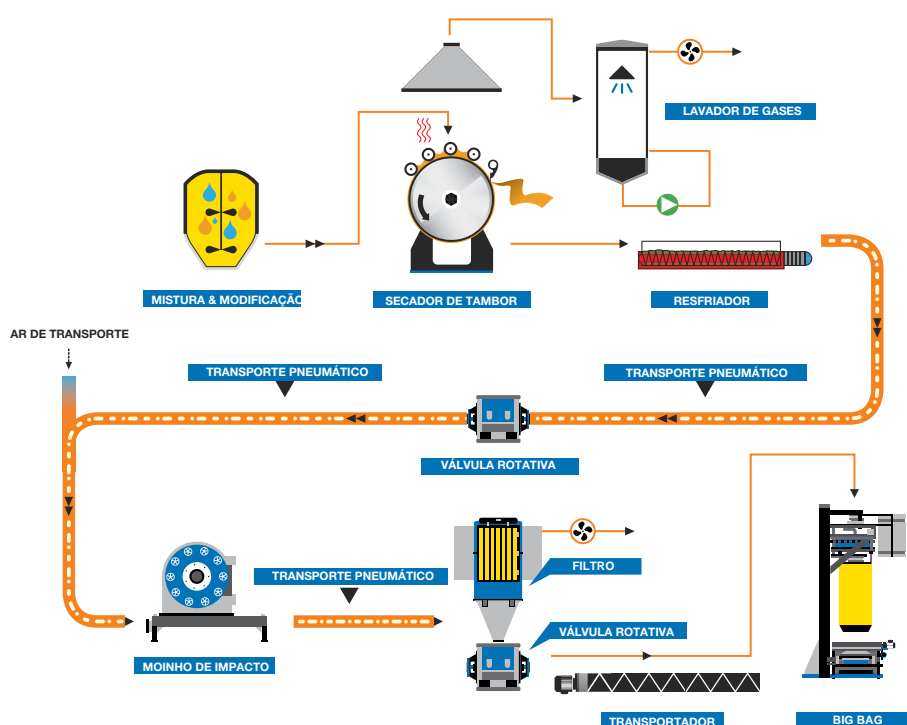 LAVADOR DE GASES
MISTURA & MODIFICAÇÃO
SECADOR DE TAMBOR
RESFRIADOR
AR DE TRANSPORTE
TRANSPORTE PNEUMÁTICO
TRANSPORTE PNEUMÁTICO
VÁLVULA ROTATIVA
FILTRO
TRANSPORTE PNEUMÁTICO
VÁLVULA ROTATIVA
MOINHO DE IMPACTO
TRANSPORTADOR
BIG BAG